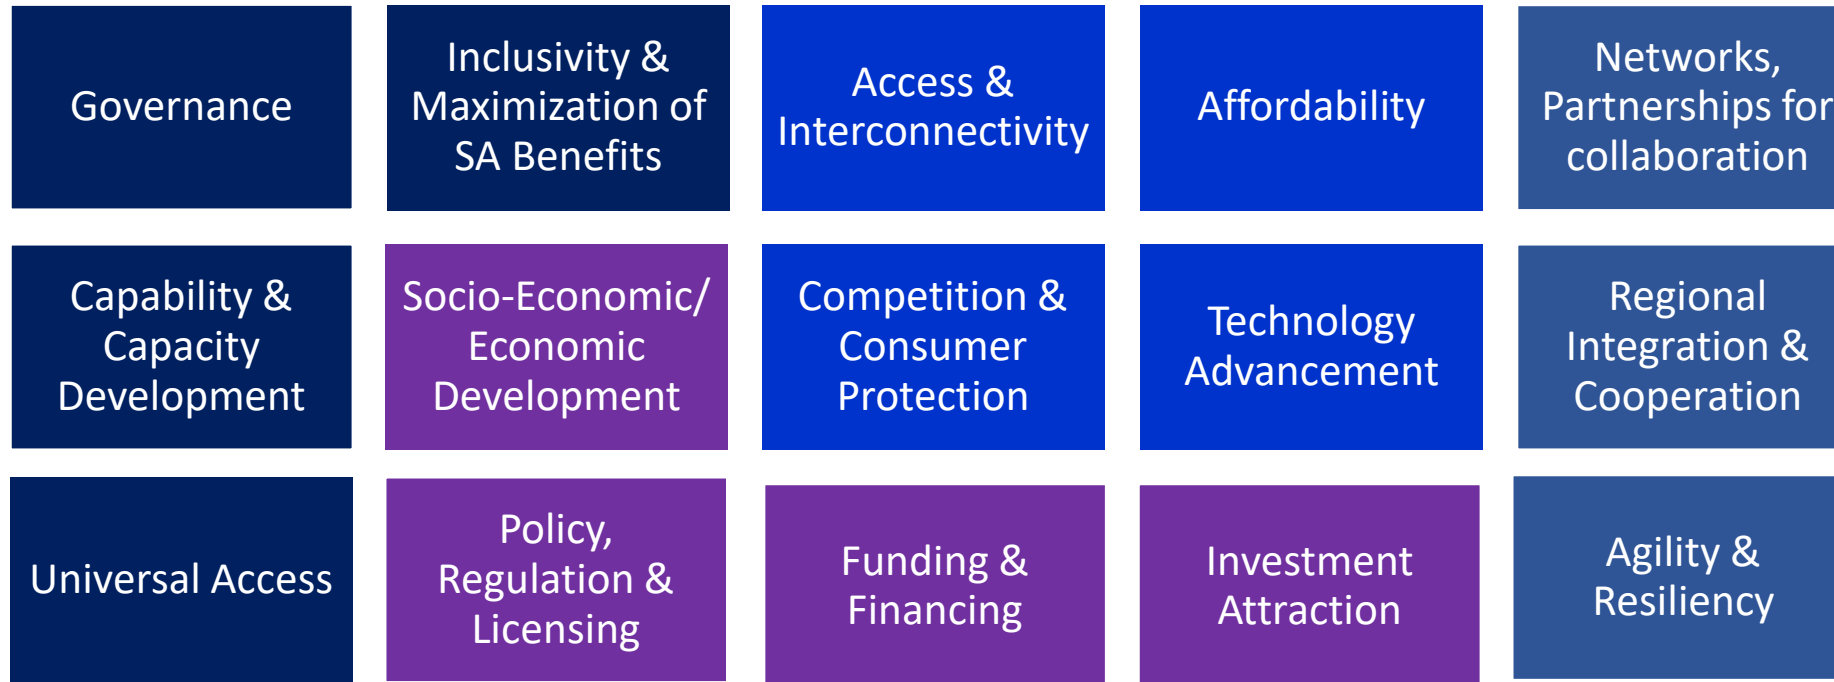 Governance
Inclusivity &
Maximization of
SA Benefits
Access &
Interconnectivity
Affordability
Networks,
Partnerships for
collaboration
Capability &
Capacity
Development
Socio-Economic/
Economic
Development
Competition &
Consumer
Protection
Technology
Advancement
Regional
Integration &
Cooperation
Universal Access
Policy,
Regulation &
Licensing
Funding &
Financing
Investment
Attraction
Agility &
Resiliency